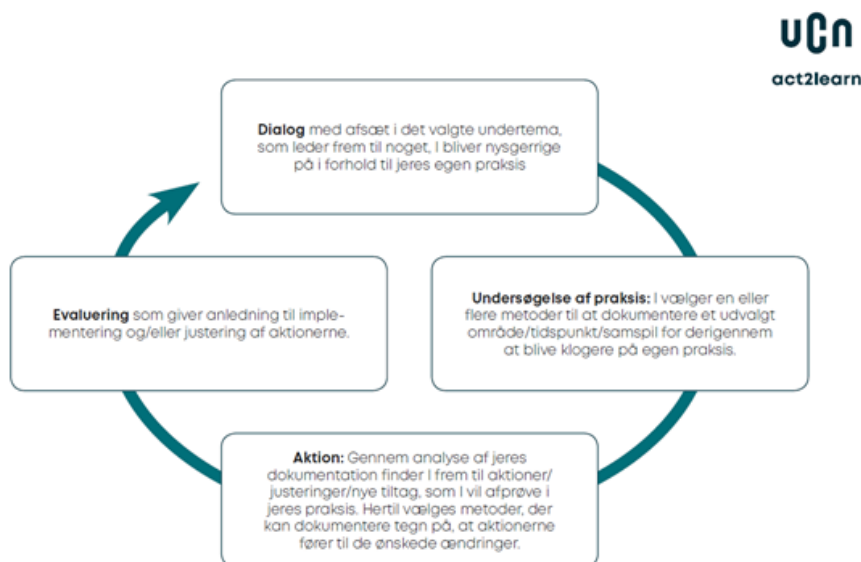 ucn
act2learn
Dialog med afsæt i det valgte undertema,
som leder frem til noget, I bliver nysgerrige
på i forhold til jeres egen praksis
Evaluering som giver anledning til imple-
mentering og/eller justering af aktionerne.
Undersøgelse af praksis: I vælger en eller
flere metoder til at dokumentere et udvalgt
område/tidspunkt/samspil for derigennem
at blive klogere på egen praksis.
Aktion: Gennem analyse af jeres
dokumentation finder I frem til aktioner/
justeringer/nye tiltag, som I vil afprøve i
jeres praksis. Hertil vælges metoder, der
kan dokumentere tegn på, at aktionerne
fører til de ønskede ændringer.